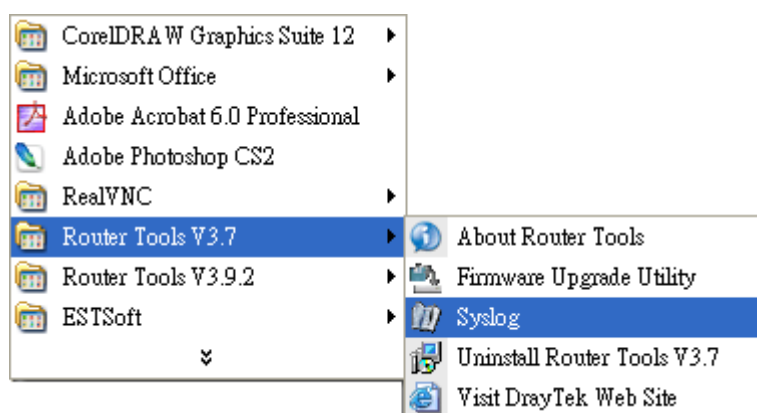 CorelDRAW Graphics Suite 12
Microsoft Office
Adobe Acrobat 6.0 Professional
Adobe Photoshop CS2
RealVNC
Router Tools V3.7
Router Tools V3.9.2
ESTSoft
About Router Tools
Firmware Upgrade Utility
Syslog
Uninstall Router Tools V3.7
Visit DrayTek Web Site